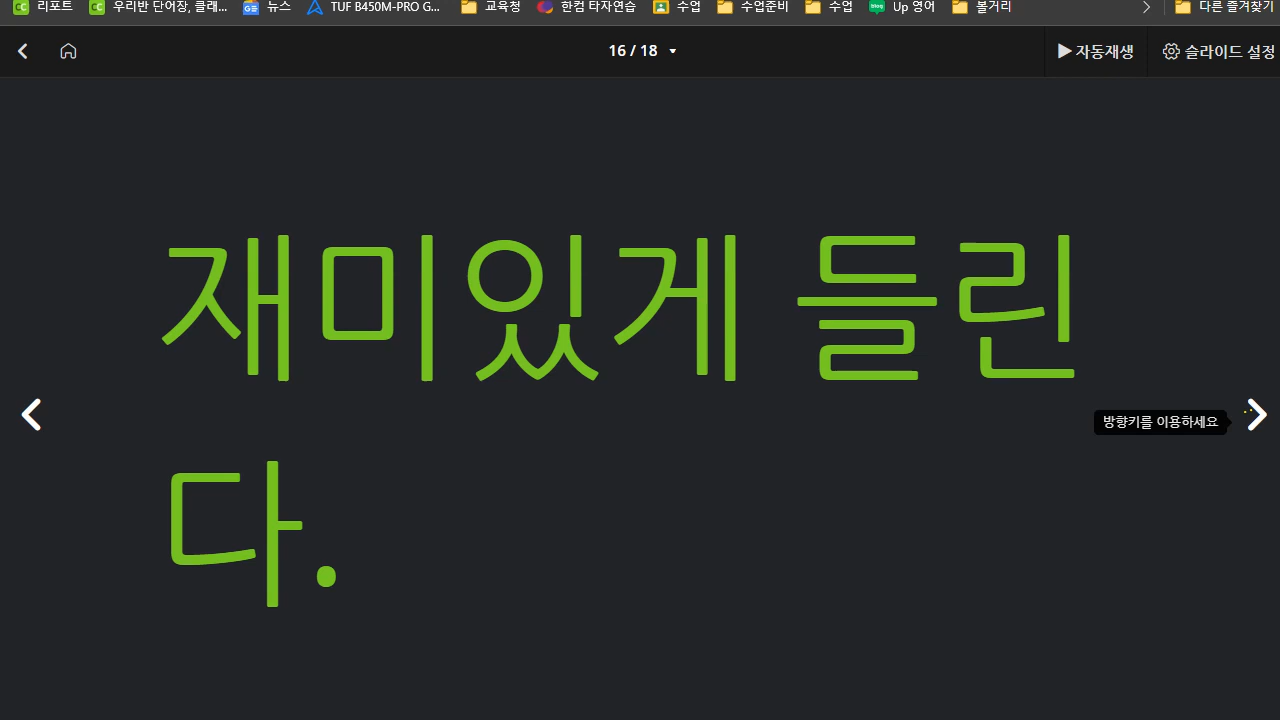 리포트 우리반 단어장, 클래... 뉴스 TUF B450M-PRO G... 교육청 한컴 타자연습 수업 수업준비 수업 Up 영어 볼거리 다른 즐겨찾기
16 / 18 자동재생 슬라이드 설정
재미있게 들린
다.
방향키를 이용하세요